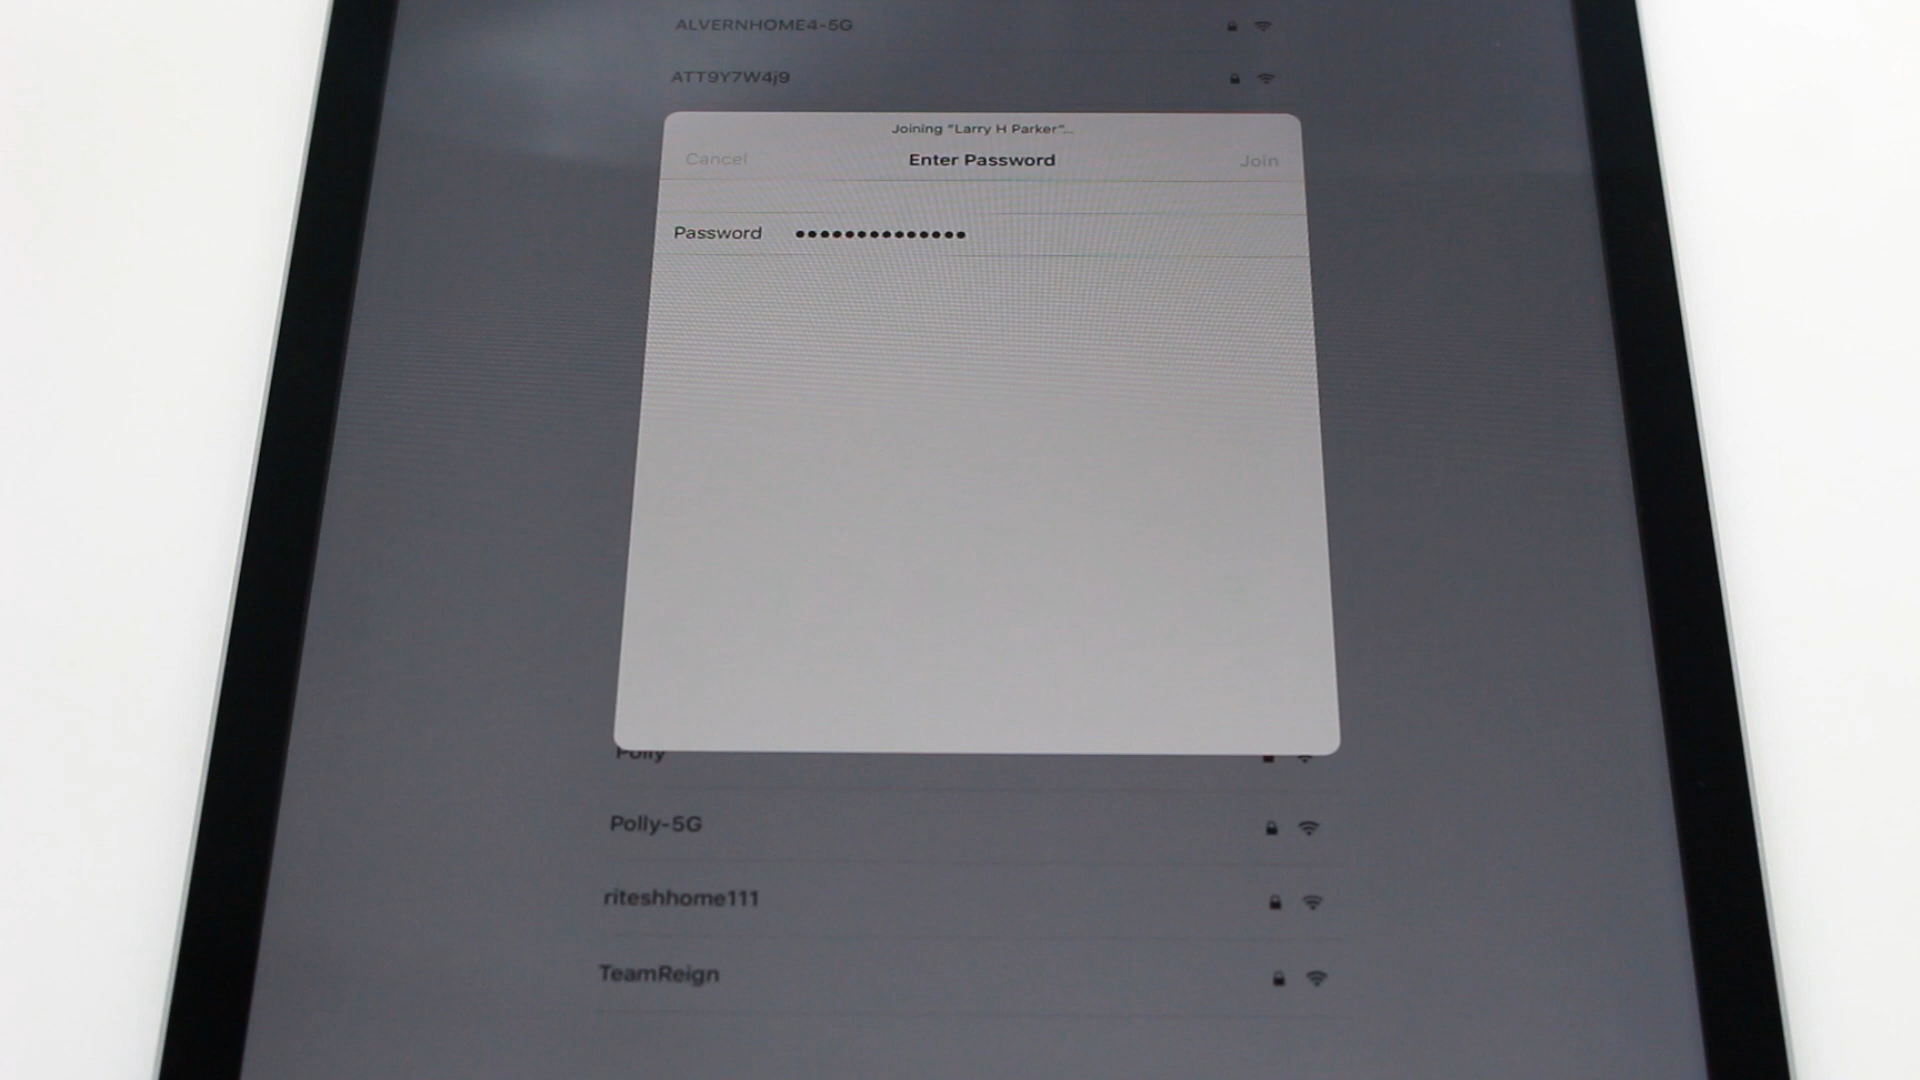 ALVERNHOME4-5G
ATT9Y7W4j9
Joining "Larry H Parker"...
Cancel Enter Password Join
Password ••••••••••••••
Polly
Polly-5G
riteshhome111
TeamReign